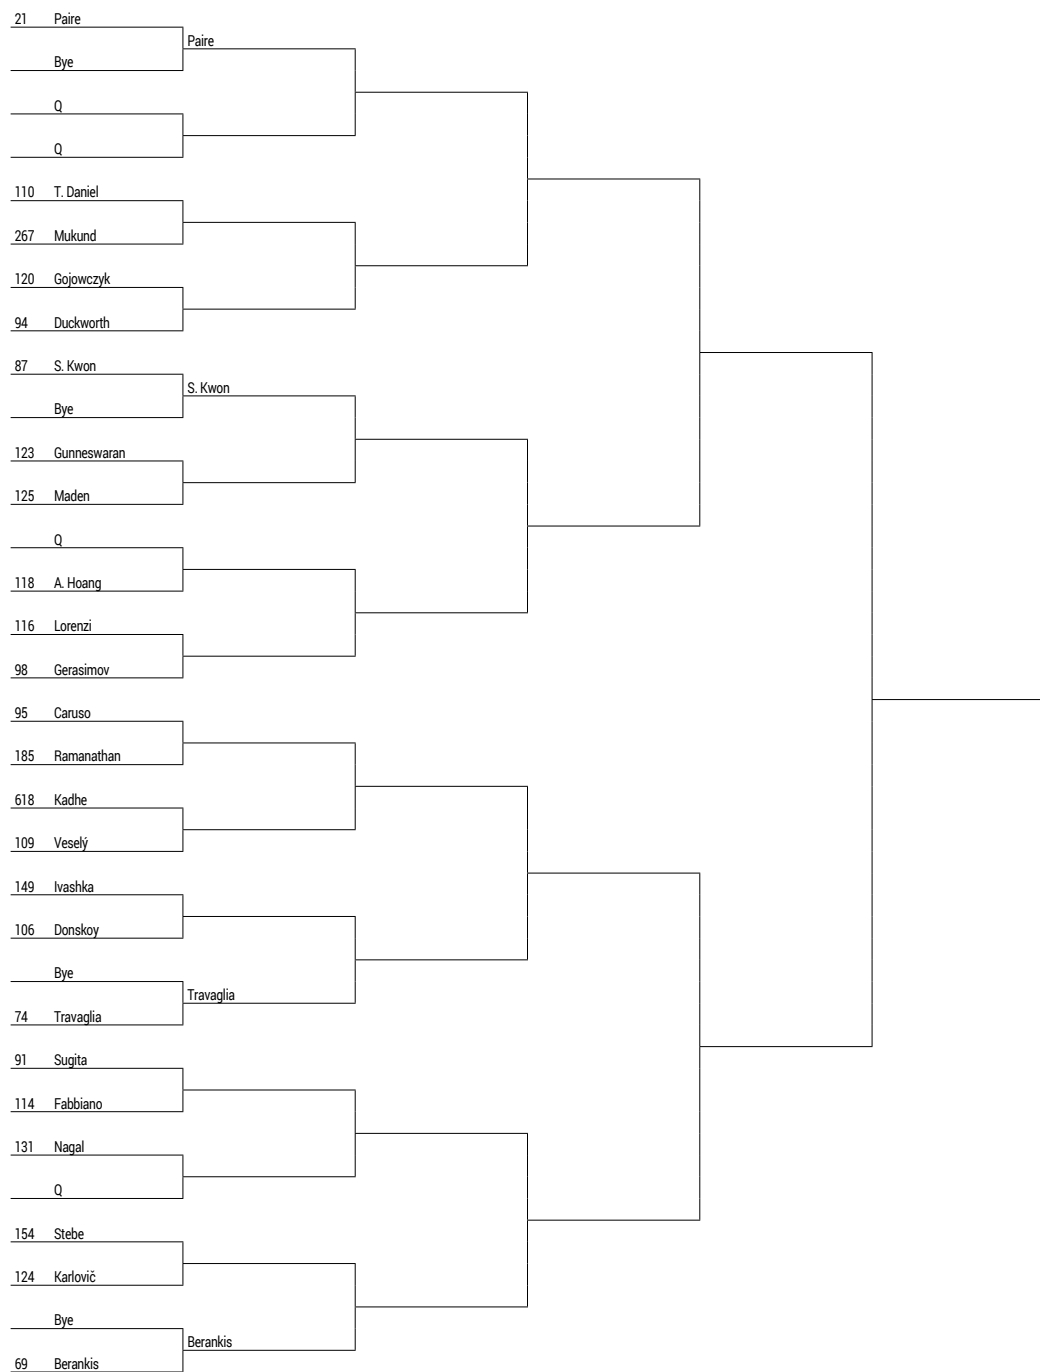 21 Paire
Paire
Bye
Q
Q
110 T. Daniel
267 Mukund
120 Gojowczyk
94 Duckworth
87 S. Kwon
S. Kwon
Bye
123 Gunneswaran
125 Maden
Q
118 A. Hoang
116 Lorenzi
98 Gerasimov
95 Caruso
185 Ramanathan
618 Kadhe
109 Veselý
149 Ivashka
106 Donskoy
Bye
Travaglia
74 Travaglia
91 Sugita
114 Fabbiano
131 Nagal
Q
154 Stebe
124 Karlovič
Bye
Berankis
69 Berankis